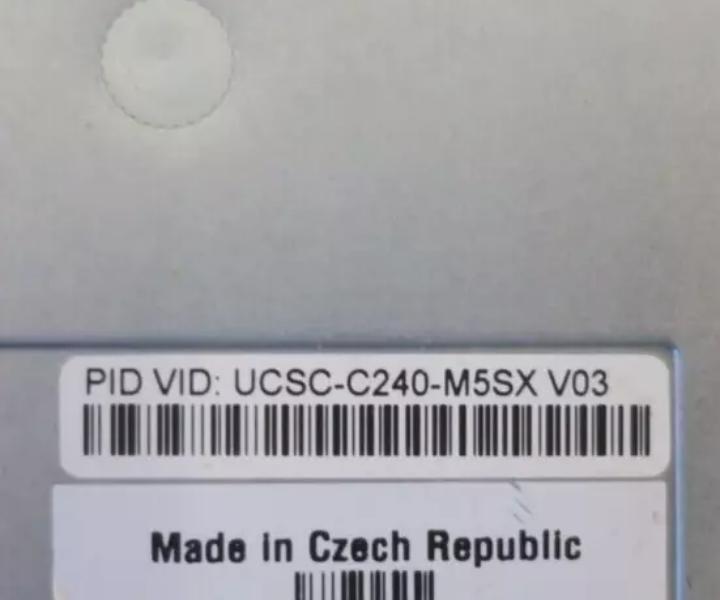 PID VID: UCSC-C240-M5SX V03
Made in Czech Republic